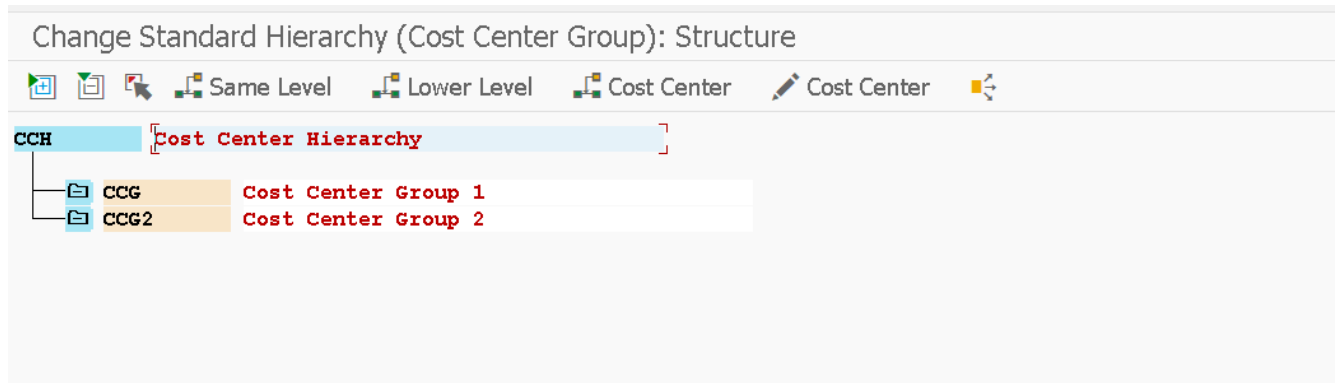 Change Standard Hierarchy (Cost Center Group): Structure
Same Level Lower Level Cost Center Cost Center
CCH Cost Center Hierarchy
CCG Cost Center Group 1
CCG2 Cost Center Group 2